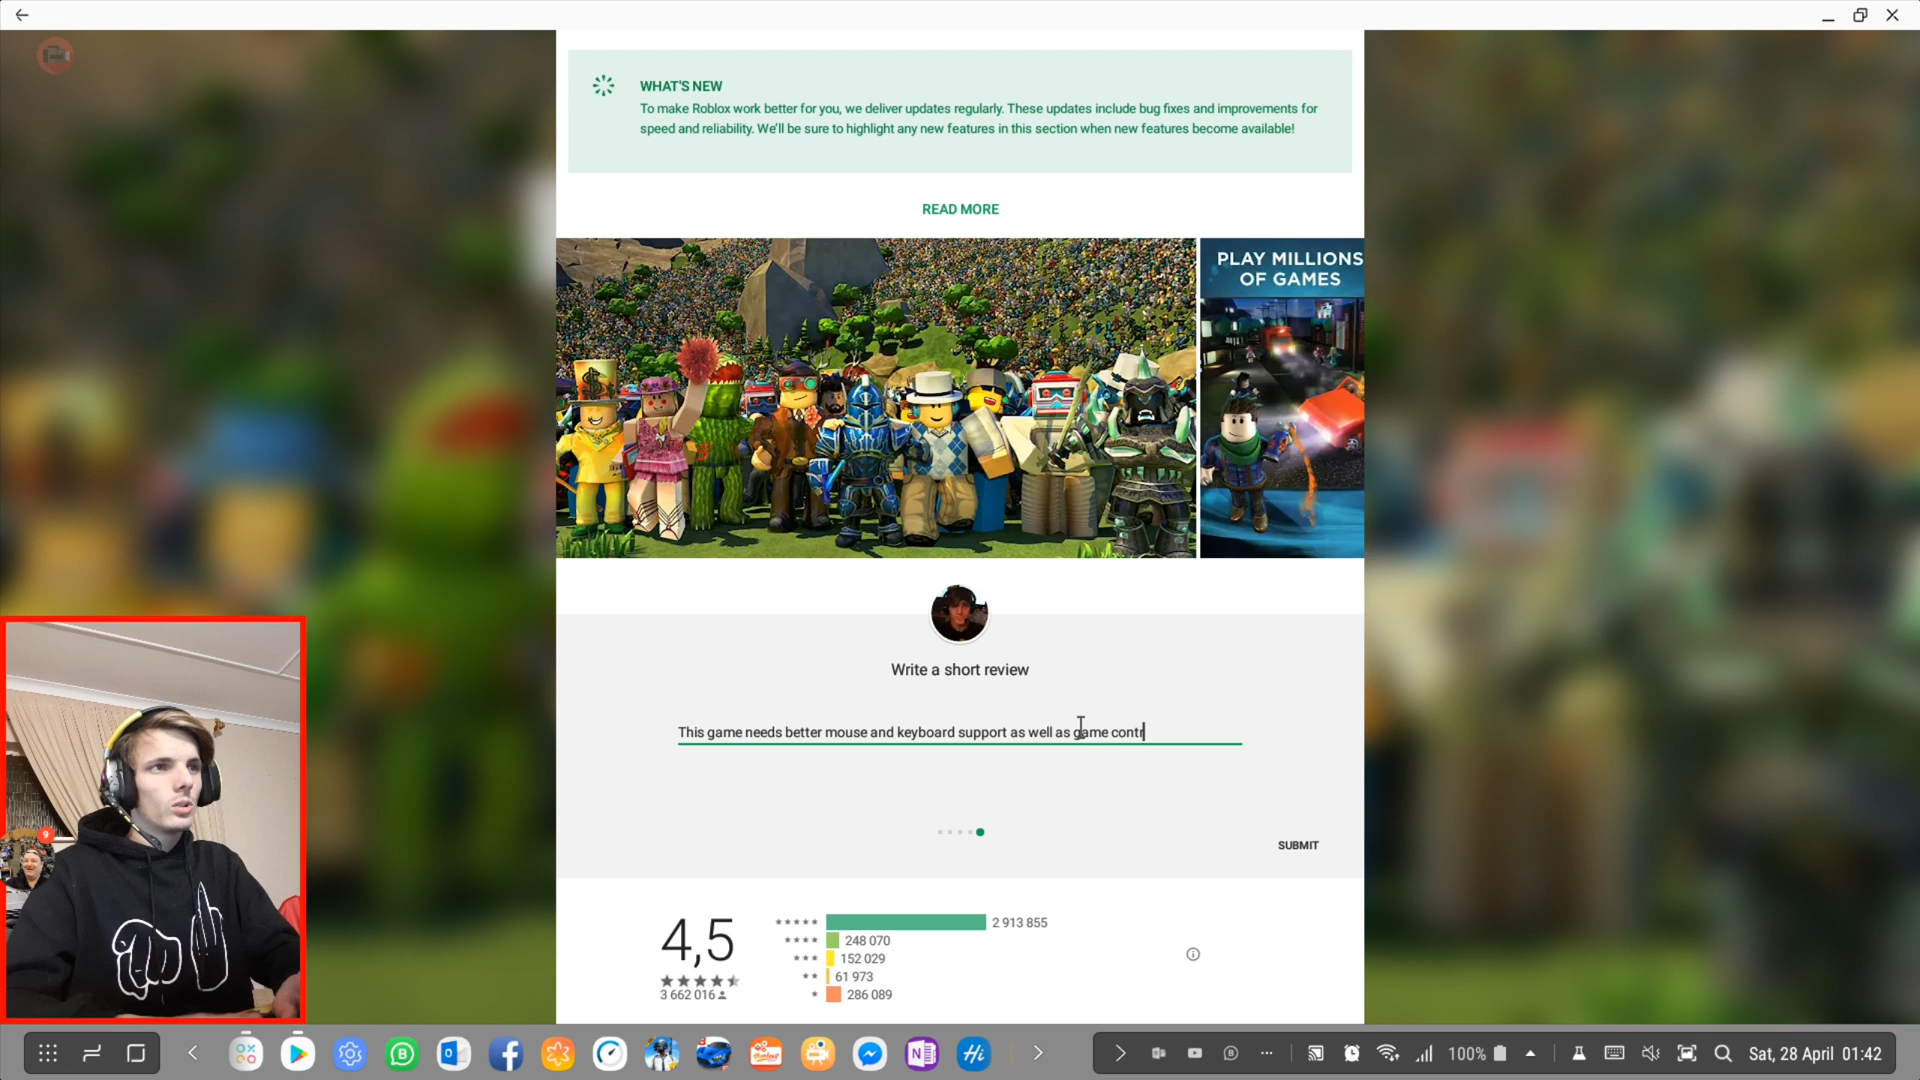 WHAT'S NEW
To make Roblox work better for you, we deliver updates regularly. These updates include bug fixes and improvements for
speed and reliability. We'll be sure to highlight any new features in this section when new features become available!
READ MORE
PLAY MILLIONS
OF GAMES
Write a short review
This game needs better mouse and keyboard support as well as game contr
SUBMIT
4,5
2 913 855
248 070
152 029
61 973
286 089
3 662 016
9
Hi
100%
Sat, 28 April 01:42